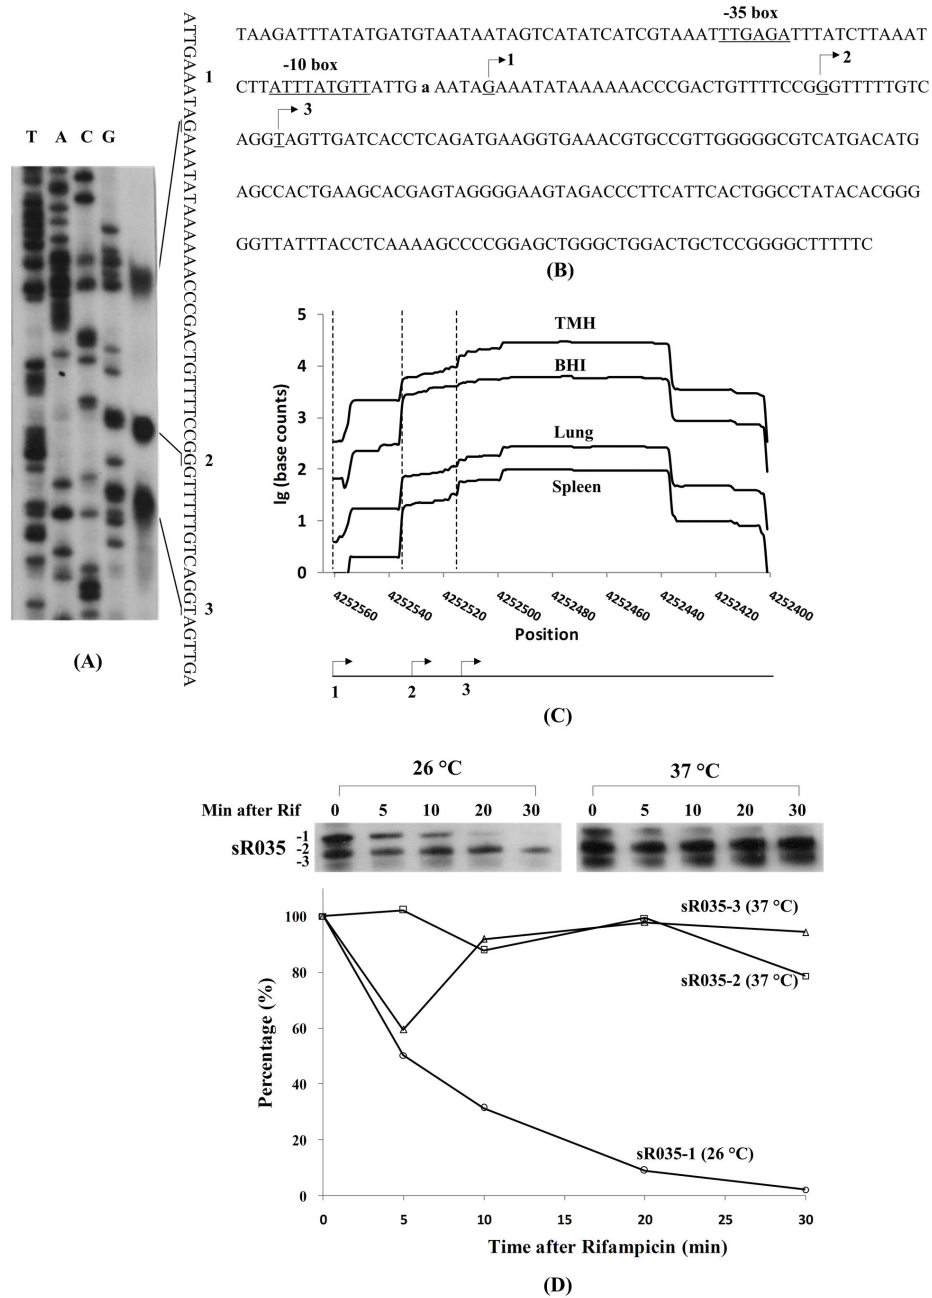 ATTGAAATAGAAATATAAAAAACCCGACTGTTTTCCGGGTTTTTGTCAGGTAGTTGA
1
2
3
T A C G
(A)
-35 box
TAAGATTTATATGATGTAATAATAGTCATATCATCGTAAATTTGAGATTTATCTTAAAT
-10 box
1
2
CTTATTTATGTTATTG a AATAGAAATATAAAAAACCCGACTGTTTTCCGGGTTTTTGTC
3
AGGTAGTTGATCACCTCAGATGAAGGTGAAACGTGCCGTTGGGGGCGTCATGACATG
AGCCACTGAAGCACGAGTAGGGGAAGTAGACCCTTCATTCACTGGCCTATACACGGG
GGTTATTTACCTCAAAAGCCCCGGAGCTGGGCTGGACTGCTCCGGGGCTTTTTC
(B)
lg (base counts)
5
4
3
2
1
0
TMH
BHI
Lung
Spleen
4252560 4252540 4252520 4252500 4252480 4252460 4252440 4252420 4252400
Position
1 2 3
(C)
26 °C 37 °C
Min after Rif 0 5 10 20 30 0 5 10 20 30
sR035
-1
-2
-3
Percentage (%)
100
80
60
40
20
0
sR035-3 (37 °C)
sR035-2 (37 °C)
sR035-1 (26 °C)
0 5 10 15 20 25 30
Time after Rifampicin (min)
(D)